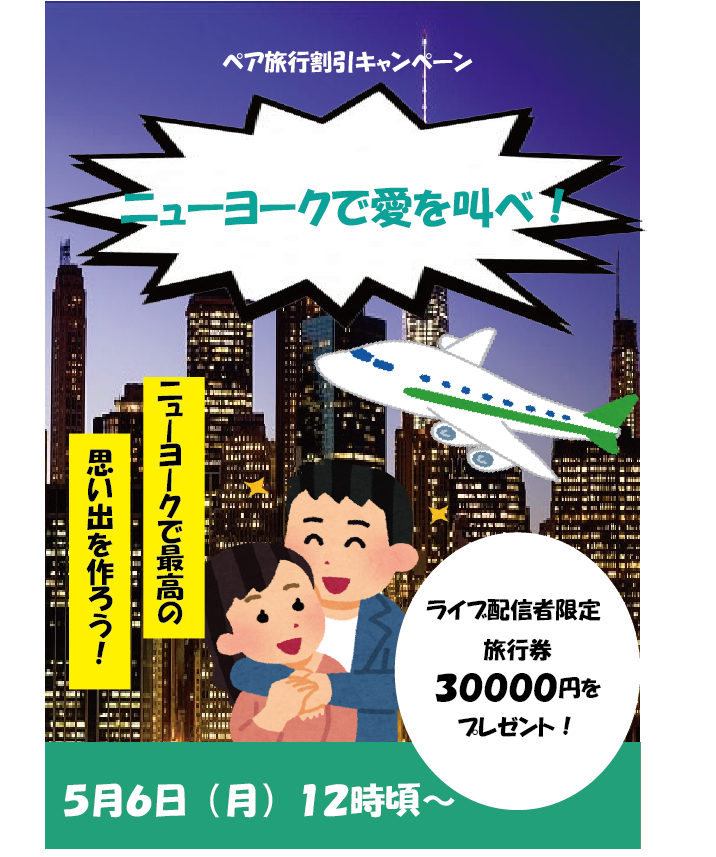 ペア旅行割引キャンペーン
ニューヨークで愛を叫べ！
ニューヨークで最高の
思い出を作ろう！
ライブ配信者限定
旅行券
30000円を
プレゼント！
5月6日（月）12時頃～